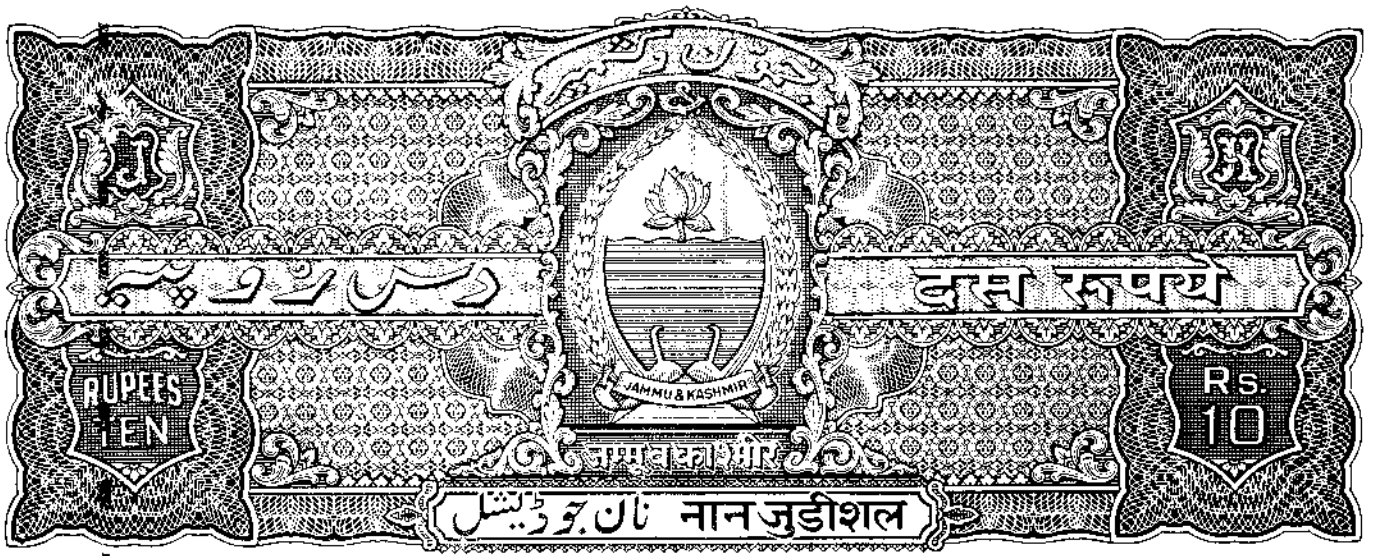 جموں و کشمیر
J
K
دس روپیہ
दस रूपये
RUPEES
TEN
JAMMU & KASHMIR
Rs.
10
जम्मू व काश्मीर
نان جوڈیشل नान जुडीशल